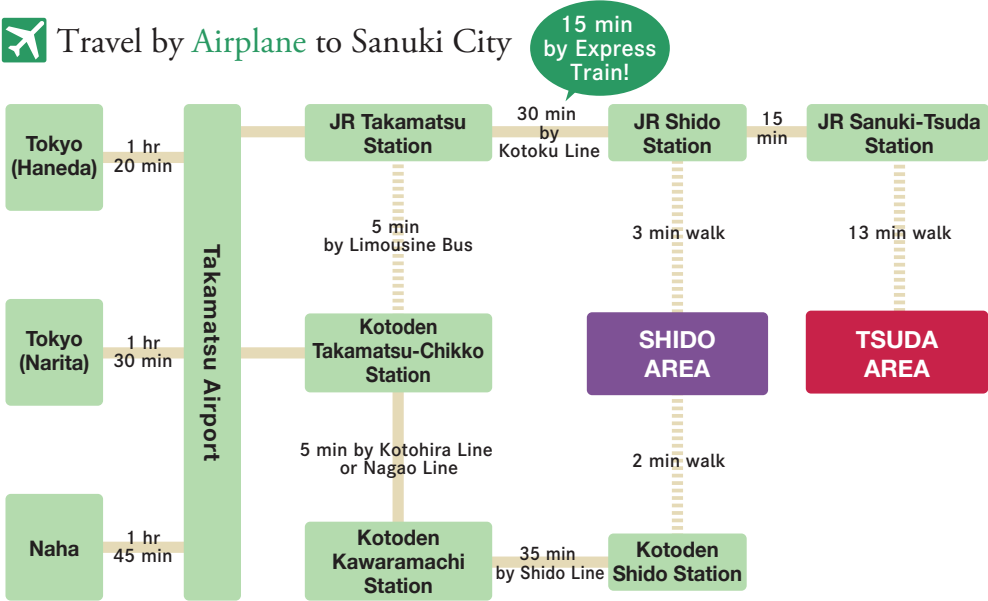 Travel by Airplane to Sanuki City
15 min
by Express
Train!
Tokyo
(Haneda)
1 hr
20 min
Tokyo
(Narita)
1 hr
30 min
Naha
1 hr
45 min
Takamatsu Airport
JR Takamatsu
Station
30 min
by
Kotoku Line
JR Shido
Station
15
min
JR Sanuki-Tsuda
Station
5 min
by Limousine Bus
3 min walk
13 min walk
Kotoden
Takamatsu-Chikko
Station
SHIDO
AREA
TSUDA
AREA
5 min by Kotohira Line
or Nagao Line
2 min walk
Kotoden
Kawaramachi
Station
35 min
by Shido Line
Kotoden
Shido Station